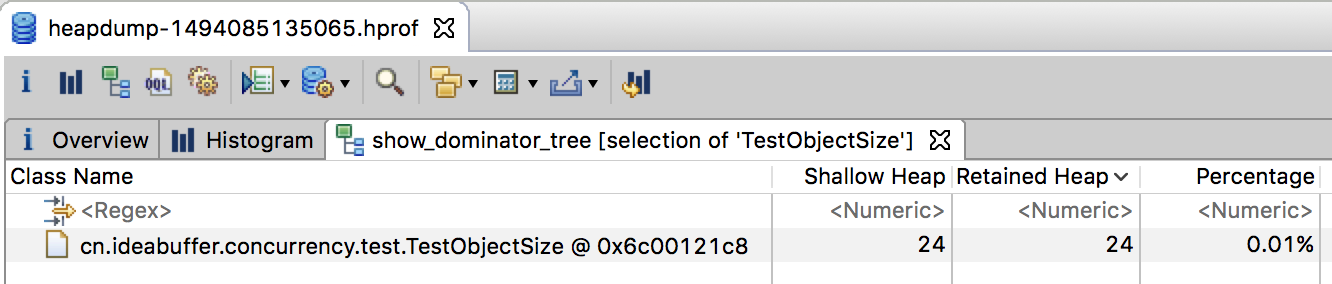 heapdump-1494085135065.hprof
i OQL
i Overview Histogram show_dominator_tree [selection of 'TestObjectSize']
Class Name Shallow Heap Retained Heap Percentage
<Regex> <Numeric> <Numeric> <Numeric>
cn.ideabuffer.concurrency.test.TestObjectSize @ 0x6c00121c8 24 24 0.01%